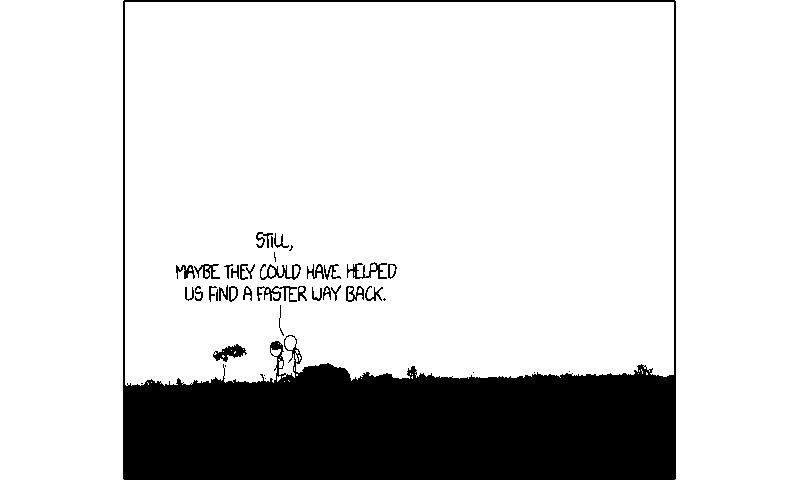 STILL,
MAYBE THEY COULD HAVE HELPED
US FIND A FASTER WAY BACK.